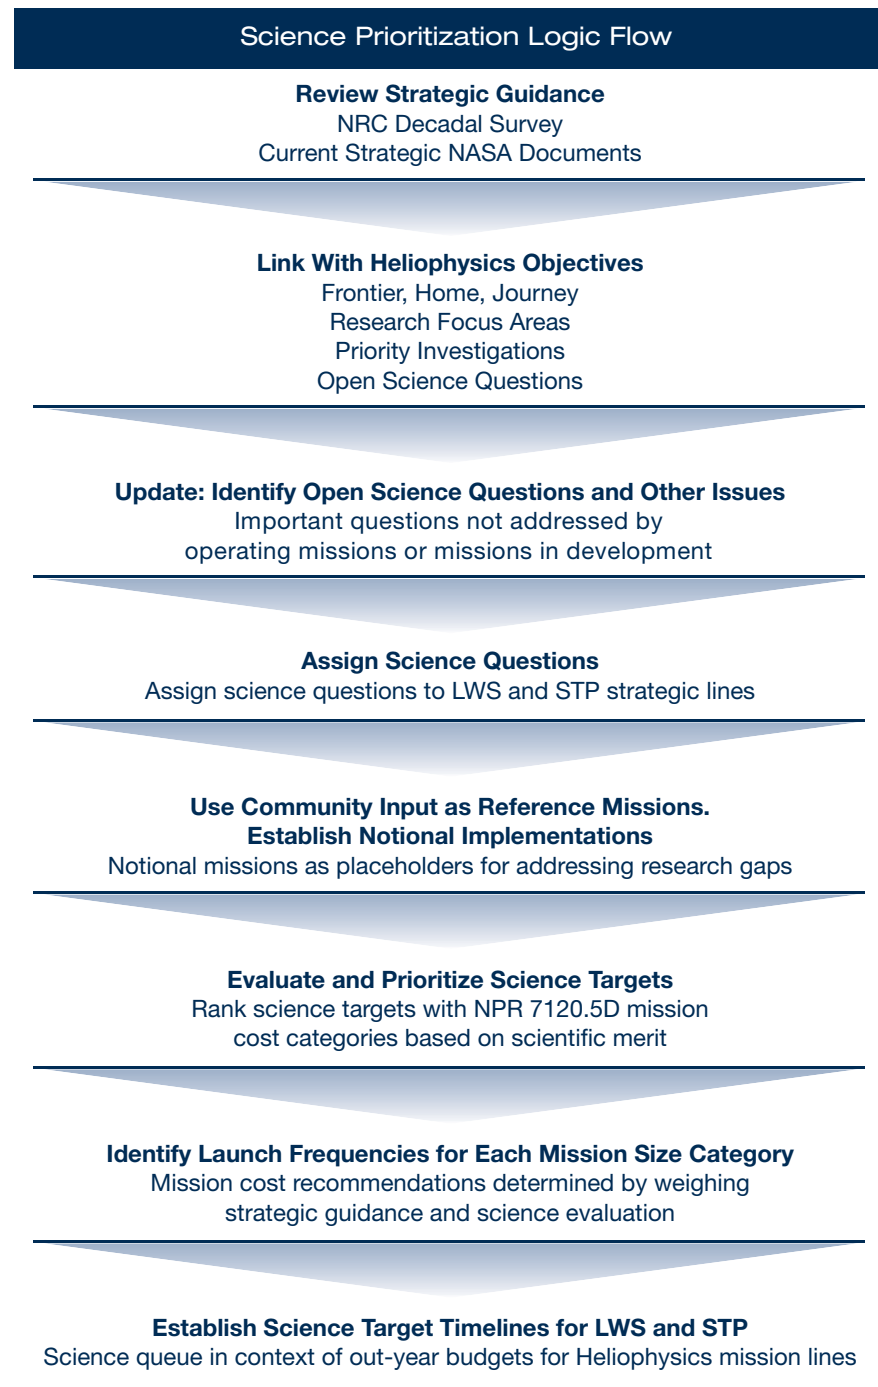 Science Prioritization Logic Flow
Review Strategic Guidance
NRC Decadal Survey
Current Strategic NASA Documents
Link With Heliophysics Objectives
Frontier, Home, Journey
Research Focus Areas
Priority Investigations
Open Science Questions
Update: Identify Open Science Questions and Other Issues
Important questions not addressed by
operating missions or missions in development
Assign Science Questions
Assign science questions to LWS and STP strategic lines
Use Community Input as Reference Missions.
Establish Notional Implementations
Notional missions as placeholders for addressing research gaps
Evaluate and Prioritize Science Targets
Rank science targets with NPR 7120.5D mission
cost categories based on scientific merit
Identify Launch Frequencies for Each Mission Size Category
Mission cost recommendations determined by weighing
strategic guidance and science evaluation
Establish Science Target Timelines for LWS and STP
Science queue in context of out-year budgets for Heliophysics mission lines